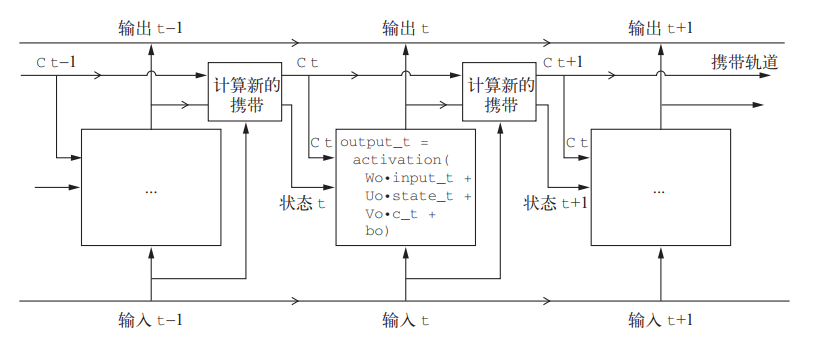 输出 t−1
输出 t
输出 t+1
C t−1
计算新的
携带
C t
计算新的
携带
C t+1
携带轨道
...
C t
output_t =
activation(
Wo•input_t +
Uo•state_t +
Vo•c_t +
bo)
C t
...
状态 t
状态 t+1
输入 t−1
输入 t
输入 t+1